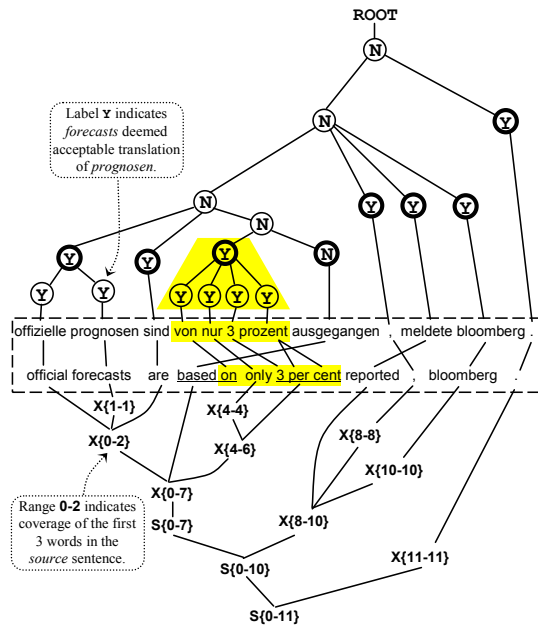 ROOT
N
N
Y
Label Y indicates
forecasts deemed
acceptable translation
of prognosen.
Y Y Y
N
N
Y Y Y N
Y Y Y Y Y Y
offizielle prognosen sind von nur 3 prozent ausgegangen , meldete bloomberg .
official forecasts are based on only 3 per cent reported , bloomberg .
X{1-1} X{4-4}
X{0-2} X{4-6} X{8-8}
X{10-10}
X{0-7}
Range 0-2 indicates
coverage of the first
3 words in the
source sentence.
S{0-7} X{8-10}
S{0-10} X{11-11}
S{0-11}